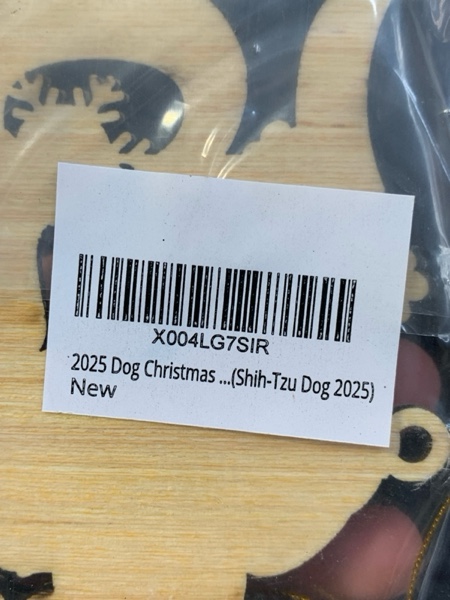 X004LG7SIR
2025 Dog Christmas ...(Shih-Tzu Dog 2025)
New